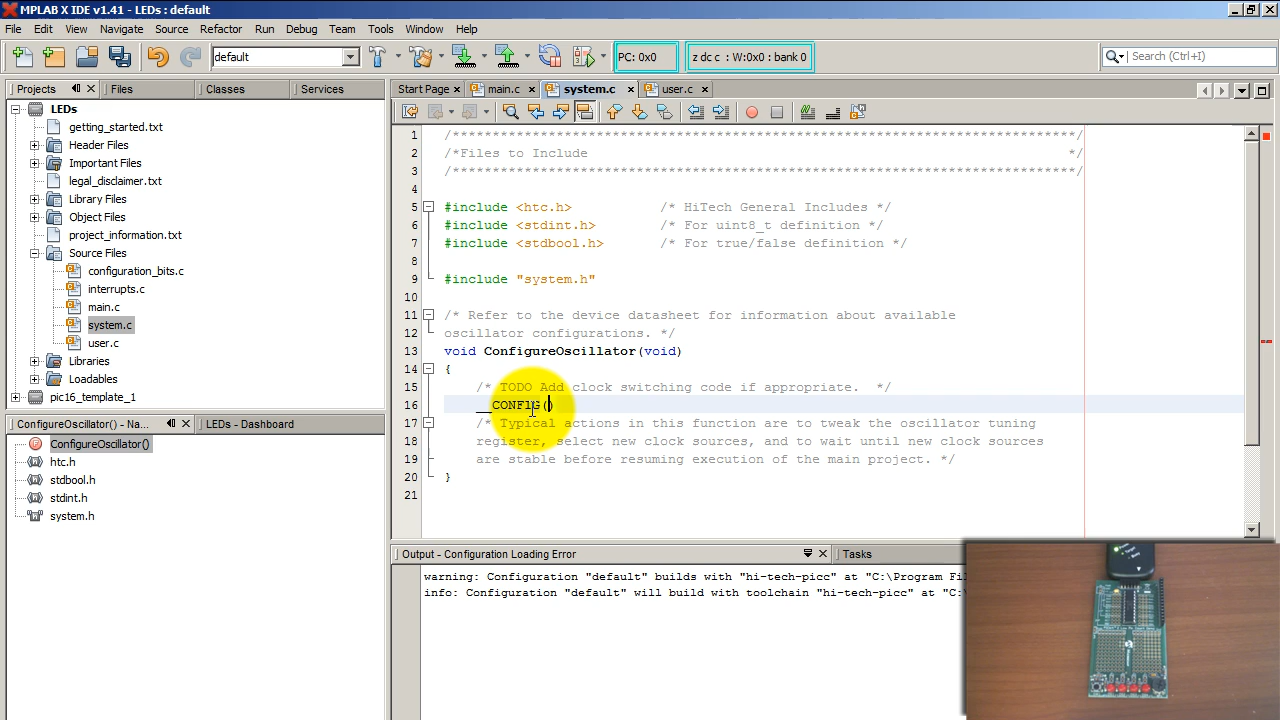 MPLAB X IDE v1.41 - LEDs : default
File Edit View Navigate Source Refactor Run Debug Team Tools Window Help
default PC: 0x0 z dc c : W:0x0 : bank 0 Search (Ctrl+I)
Projects Files Classes Services
LEDs
getting_started.txt
Header Files
Important Files
legal_disclaimer.txt
Library Files
Object Files
project_information.txt
Source Files
configuration_bits.c
interrupts.c
main.c
system.c
user.c
Libraries
Loadables
pic16_template_1
ConfigureOscillator() - Na... LEDs - Dashboard
ConfigureOscillator()
htc.h
stdbool.h
stdint.h
system.h
Start Page main.c system.c user.c
1 /******************************************************************************/
2 /*Files to Include */
3 /******************************************************************************/
4
5 #include <htc.h> /* HiTech General Includes */
6 #include <stdint.h> /* For uint8_t definition */
7 #include <stdbool.h> /* For true/false definition */
8
9 #include "system.h"
10
11 /* Refer to the device datasheet for information about available
12 oscillator configurations. */
13 void ConfigureOscillator(void)
14 {
15 /* TODO Add clock switching code if appropriate. */
16 __CONFIG()
17 /* Typical actions in this function are to tweak the oscillator tuning
18 register, select new clock sources, and to wait until new clock sources
19 are stable before resuming execution of the main project. */
20 }
21
Output - Configuration Loading Error Tasks
warning: Configuration "default" builds with "hi-tech-picc" at "C:\Program Fil
info: Configuration "default" will build with toolchain "hi-tech-picc" at "C:\